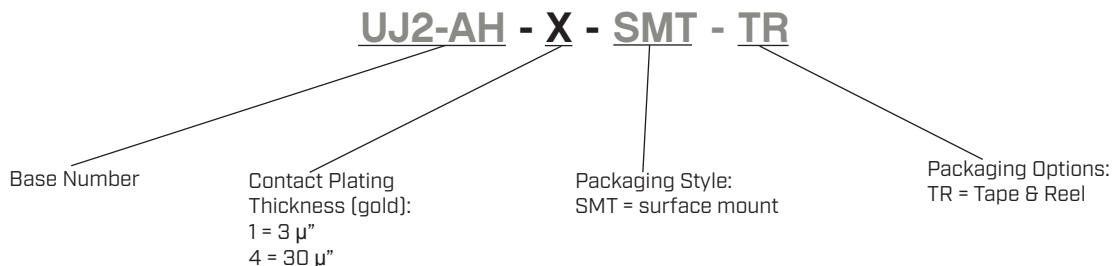 UJ2-AH - X - SMT - TR
Base Number
Contact Plating
Thickness (gold):
1 = 3 µ”
4 = 30 µ”
Packaging Style:
SMT = surface mount
Packaging Options:
TR = Tape & Reel